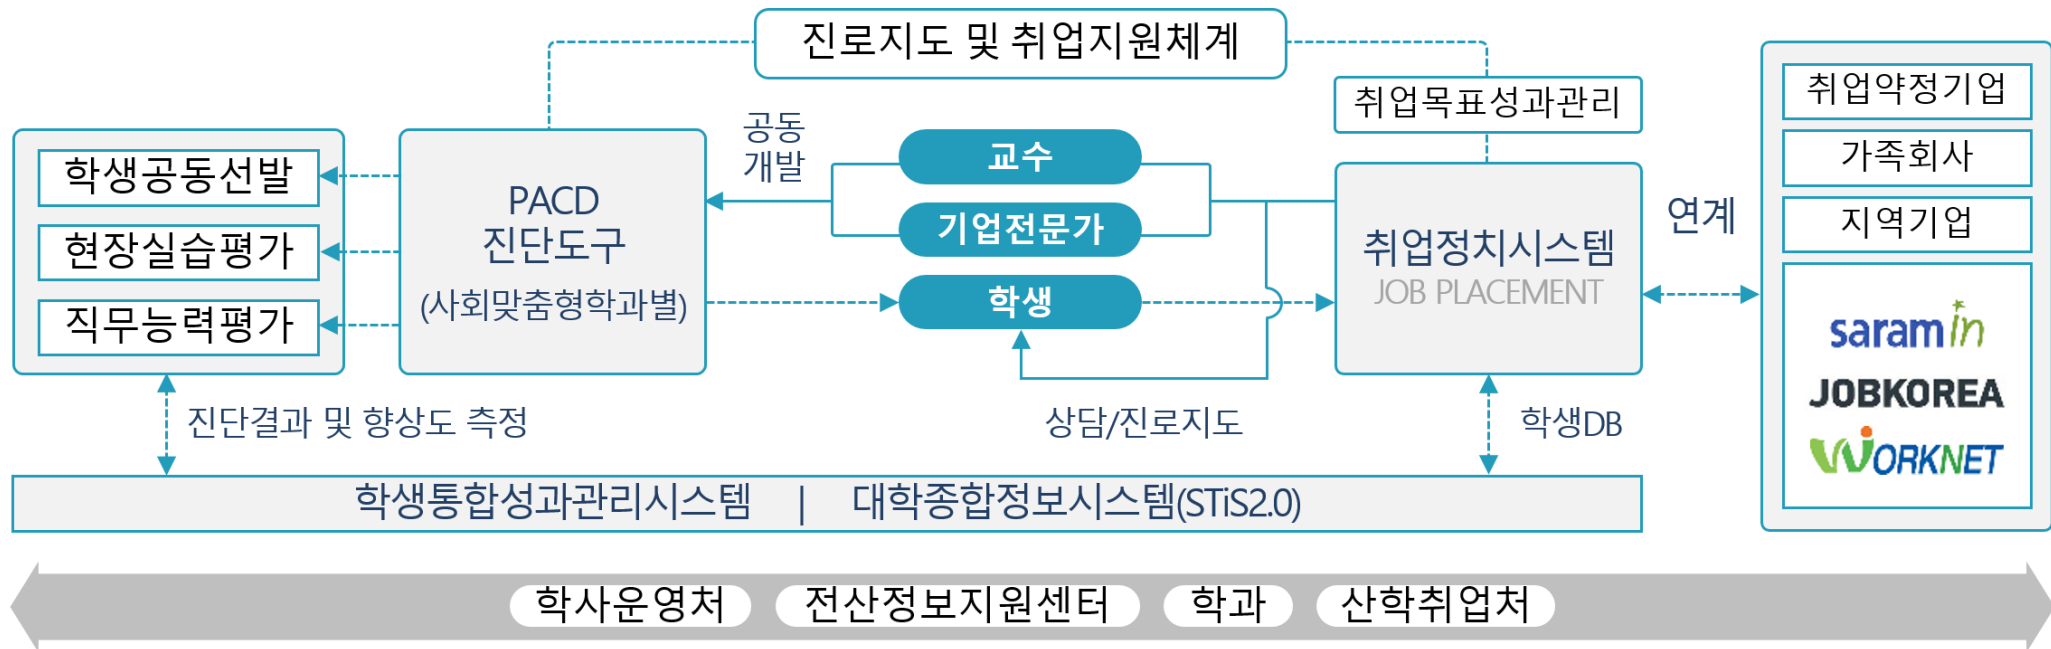 진로지도 및 취업지원체계
취업목표성과관리
학생공동선발
현장실습평가
직무능력평가
PACD
진단도구
(사회맞춤형학과별)
공동
개발
교수
기업전문가
학생
취업정치시스템
JOB PLACEMENT
연계
취업약정기업
가족회사
지역기업
saramin
JOBKOREA
WORKNET
진단결과 및 향상도 측정
상담/진로지도
학생DB
학생통합성과관리시스템 | 대학종합정보시스템(STiS2.0)
학사운영처 전산정보지원센터 학과 산학취업처